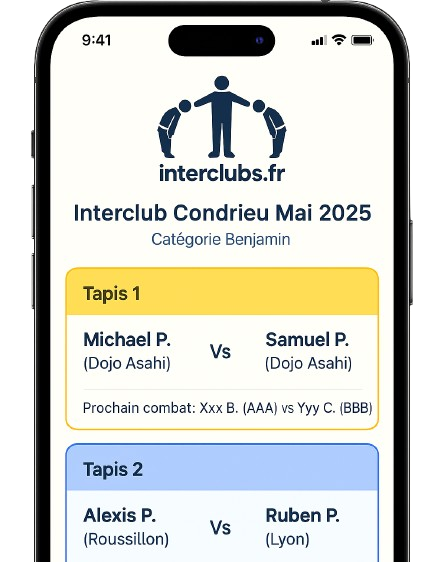 9:41
interclubs.fr
Interclub Condrieu Mai 2025
Catégorie Benjamin
Tapis 1
Michael P. Vs Samuel P.
(Dojo Asahi) (Dojo Asahi)
Prochain combat: Xxx B. (AAA) vs Yyy C. (BBB)
Tapis 2
Alexis P. Vs Ruben P.
(Roussillon) (Lyon)